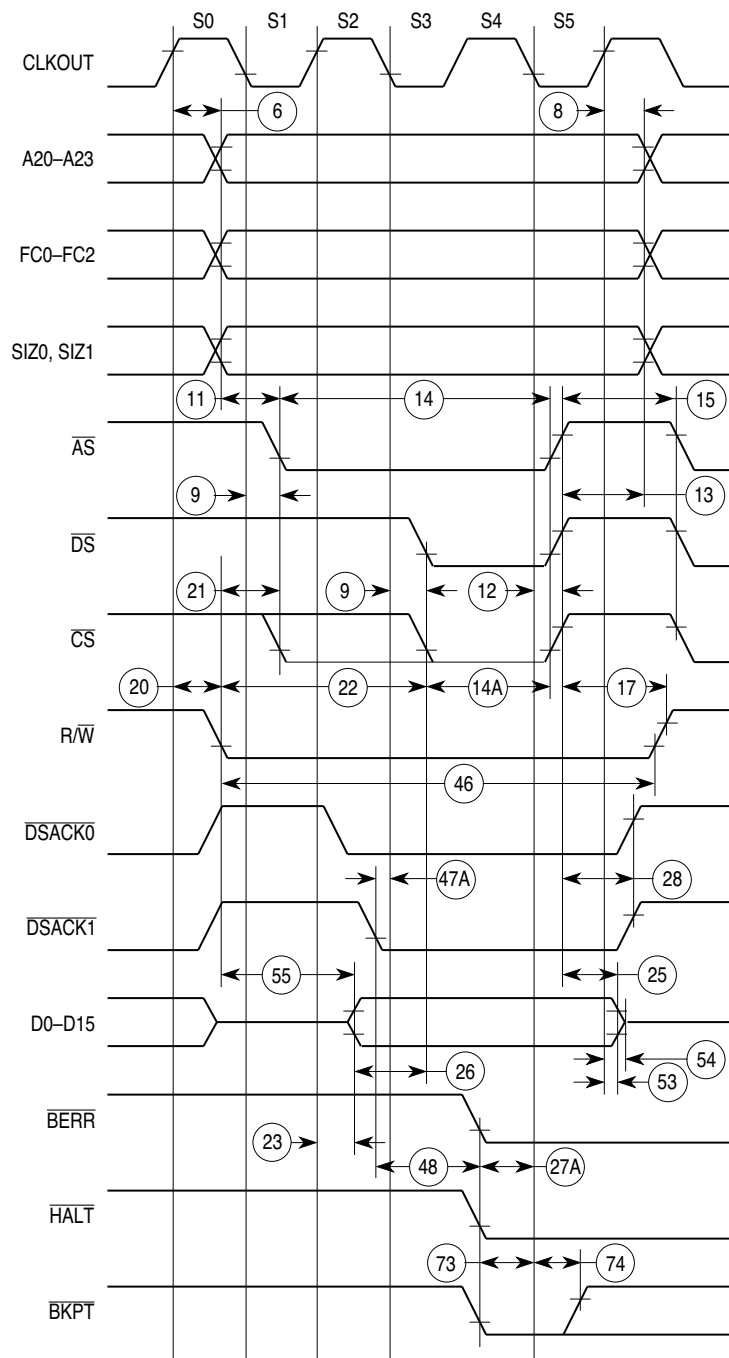 S0 S1 S2 S3 S4 S5
CLKOUT
6 8
A20–A23
FC0–FC2
SIZ0, SIZ1
11 14 15
AS
9 13
DS
21 9 12
CS
20 22 14A 17
R/W
46
DSACK0
47A 28
DSACK1
55 25
D0–D15
54
26 53
BERR
23 48 27A
HALT
73 74
BKPT